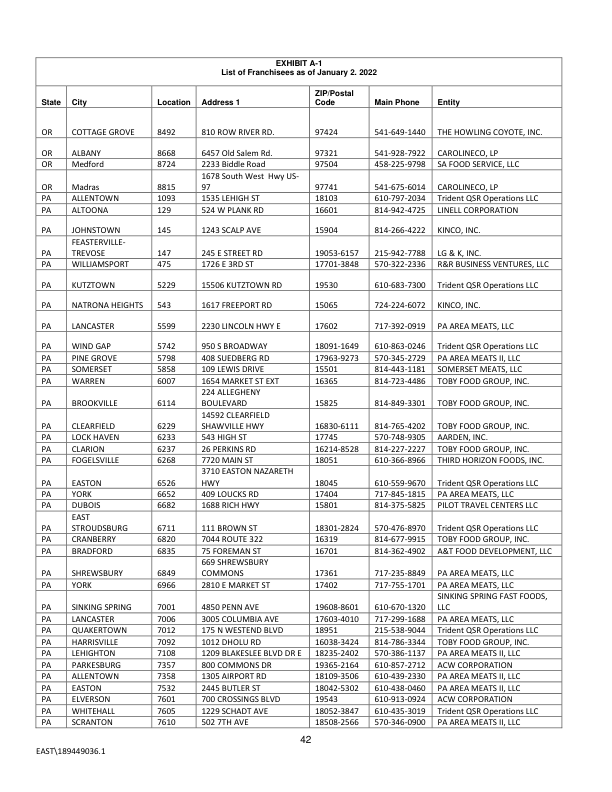 EXHIBIT A-1
List of Franchisees as of January 2. 2022
State City Location Address 1 ZIP/Postal Code Main Phone Entity
OR COTTAGE GROVE 8492 810 ROW RIVER RD. 97424 541-649-1440 THE HOWLING COYOTE, INC.
OR ALBANY 8668 6457 Old Salem Rd. 97321 541-928-7922 CAROLINECO, LP
OR Medford 8724 2233 Biddle Road 97504 458-225-9798 SA FOOD SERVICE, LLC
OR Madras 8815 1678 South West Hwy US-97 97741 541-675-6014 CAROLINECO, LP
PA ALLENTOWN 1093 1535 LEHIGH ST 18103 610-797-2034 Trident QSR Operations LLC
PA ALTOONA 129 524 W PLANK RD 16601 814-942-4725 LINELL CORPORATION
PA JOHNSTOWN 145 1243 SCALP AVE 15904 814-266-4222 KINCO, INC.
PA FEASTERVILLE-TREVOSE 147 245 E STREET RD 19053-6157 215-942-7788 LG & K, INC.
PA WILLIAMSPORT 475 1726 E 3RD ST 17701-3848 570-322-2336 R&R BUSINESS VENTURES, LLC
PA KUTZTOWN 5229 15506 KUTZTOWN RD 19530 610-683-7300 Trident QSR Operations LLC
PA NATRONA HEIGHTS 543 1617 FREEPORT RD 15065 724-224-6072 KINCO, INC.
PA LANCASTER 5599 2230 LINCOLN HWY E 17602 717-392-0919 PA AREA MEATS, LLC
PA WIND GAP 5742 950 S BROADWAY 18091-1649 610-863-0246 Trident QSR Operations LLC
PA PINE GROVE 5798 408 SUEDBERG RD 17963-9273 570-345-2729 PA AREA MEATS II, LLC
PA SOMERSET 5858 109 LEWIS DRIVE 15501 814-443-1181 SOMERSET MEATS, LLC
PA WARREN 6007 1654 MARKET ST EXT 16365 814-723-4486 TOBY FOOD GROUP, INC.
PA BROOKVILLE 6114 224 ALLEGHENY BOULEVARD 15825 814-849-3301 TOBY FOOD GROUP, INC.
PA CLEARFIELD 6229 14592 CLEARFIELD SHAWVILLE HWY 16830-6111 814-765-4202 TOBY FOOD GROUP, INC.
PA LOCK HAVEN 6233 543 HIGH ST 17745 570-748-9305 AARDEN, INC.
PA CLARION 6237 26 PERKINS RD 16214-8528 814-227-2227 TOBY FOOD GROUP, INC.
PA FOGELSVILLE 6268 7720 MAIN ST 18051 610-366-8966 THIRD HORIZON FOODS, INC.
PA EASTON 6526 3710 EASTON NAZARETH HWY 18045 610-559-9670 Trident QSR Operations LLC
PA YORK 6652 409 LOUCKS RD 17404 717-845-1815 PA AREA MEATS, LLC
PA DUBOIS 6682 1688 RICH HWY 15801 814-375-5825 PILOT TRAVEL CENTERS LLC
PA EAST STROUDSBURG 6711 111 BROWN ST 18301-2824 570-476-8970 Trident QSR Operations LLC
PA CRANBERRY 6820 7044 ROUTE 322 16319 814-677-9915 TOBY FOOD GROUP, INC.
PA BRADFORD 6835 75 FOREMAN ST 16701 814-362-4902 A&T FOOD DEVELOPMENT, LLC
PA SHREWSBURY 6849 669 SHREWSBURY COMMONS 17361 717-235-8849 PA AREA MEATS, LLC
PA YORK 6966 2810 E MARKET ST 17402 717-755-1701 PA AREA MEATS, LLC
PA SINKING SPRING 7001 4850 PENN AVE 19608-8601 610-670-1320 SINKING SPRING FAST FOODS, LLC
PA LANCASTER 7006 3005 COLUMBIA AVE 17603-4010 717-299-1688 PA AREA MEATS, LLC
PA QUAKERTOWN 7012 175 N WESTEND BLVD 18951 215-538-9044 Trident QSR Operations LLC
PA HARRISVILLE 7092 1012 DHOLU RD 16038-3424 814-786-3344 TOBY FOOD GROUP, INC.
PA LEHIGHTON 7108 1209 BLAKESLEE BLVD DR E 18235-2402 570-386-1137 PA AREA MEATS II, LLC
PA PARKESBURG 7357 800 COMMONS DR 19365-2164 610-857-2712 ACW CORPORATION
PA ALLENTOWN 7358 1305 AIRPORT RD 18109-3506 610-439-2330 PA AREA MEATS II, LLC
PA EASTON 7532 2445 BUTLER ST 18042-5302 610-438-0460 PA AREA MEATS II, LLC
PA ELVERSON 7601 700 CROSSINGS BLVD 19543 610-913-0924 ACW CORPORATION
PA WHITEHALL 7605 1229 SCHADT AVE 18052-3847 610-435-3019 Trident QSR Operations LLC
PA SCRANTON 7610 502 7TH AVE 18508-2566 570-346-0900 PA AREA MEATS II, LLC
42
EAST\189449036.1